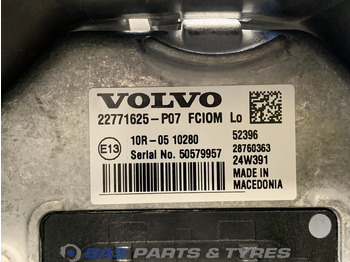 VOLVO
22771625-P07 FCIOM Lo
E13
10R-05 10280
Serial No. 50579957
52396
28760363
24W391
MADE IN
MACEDONIA
BAS PARTS & TYRES